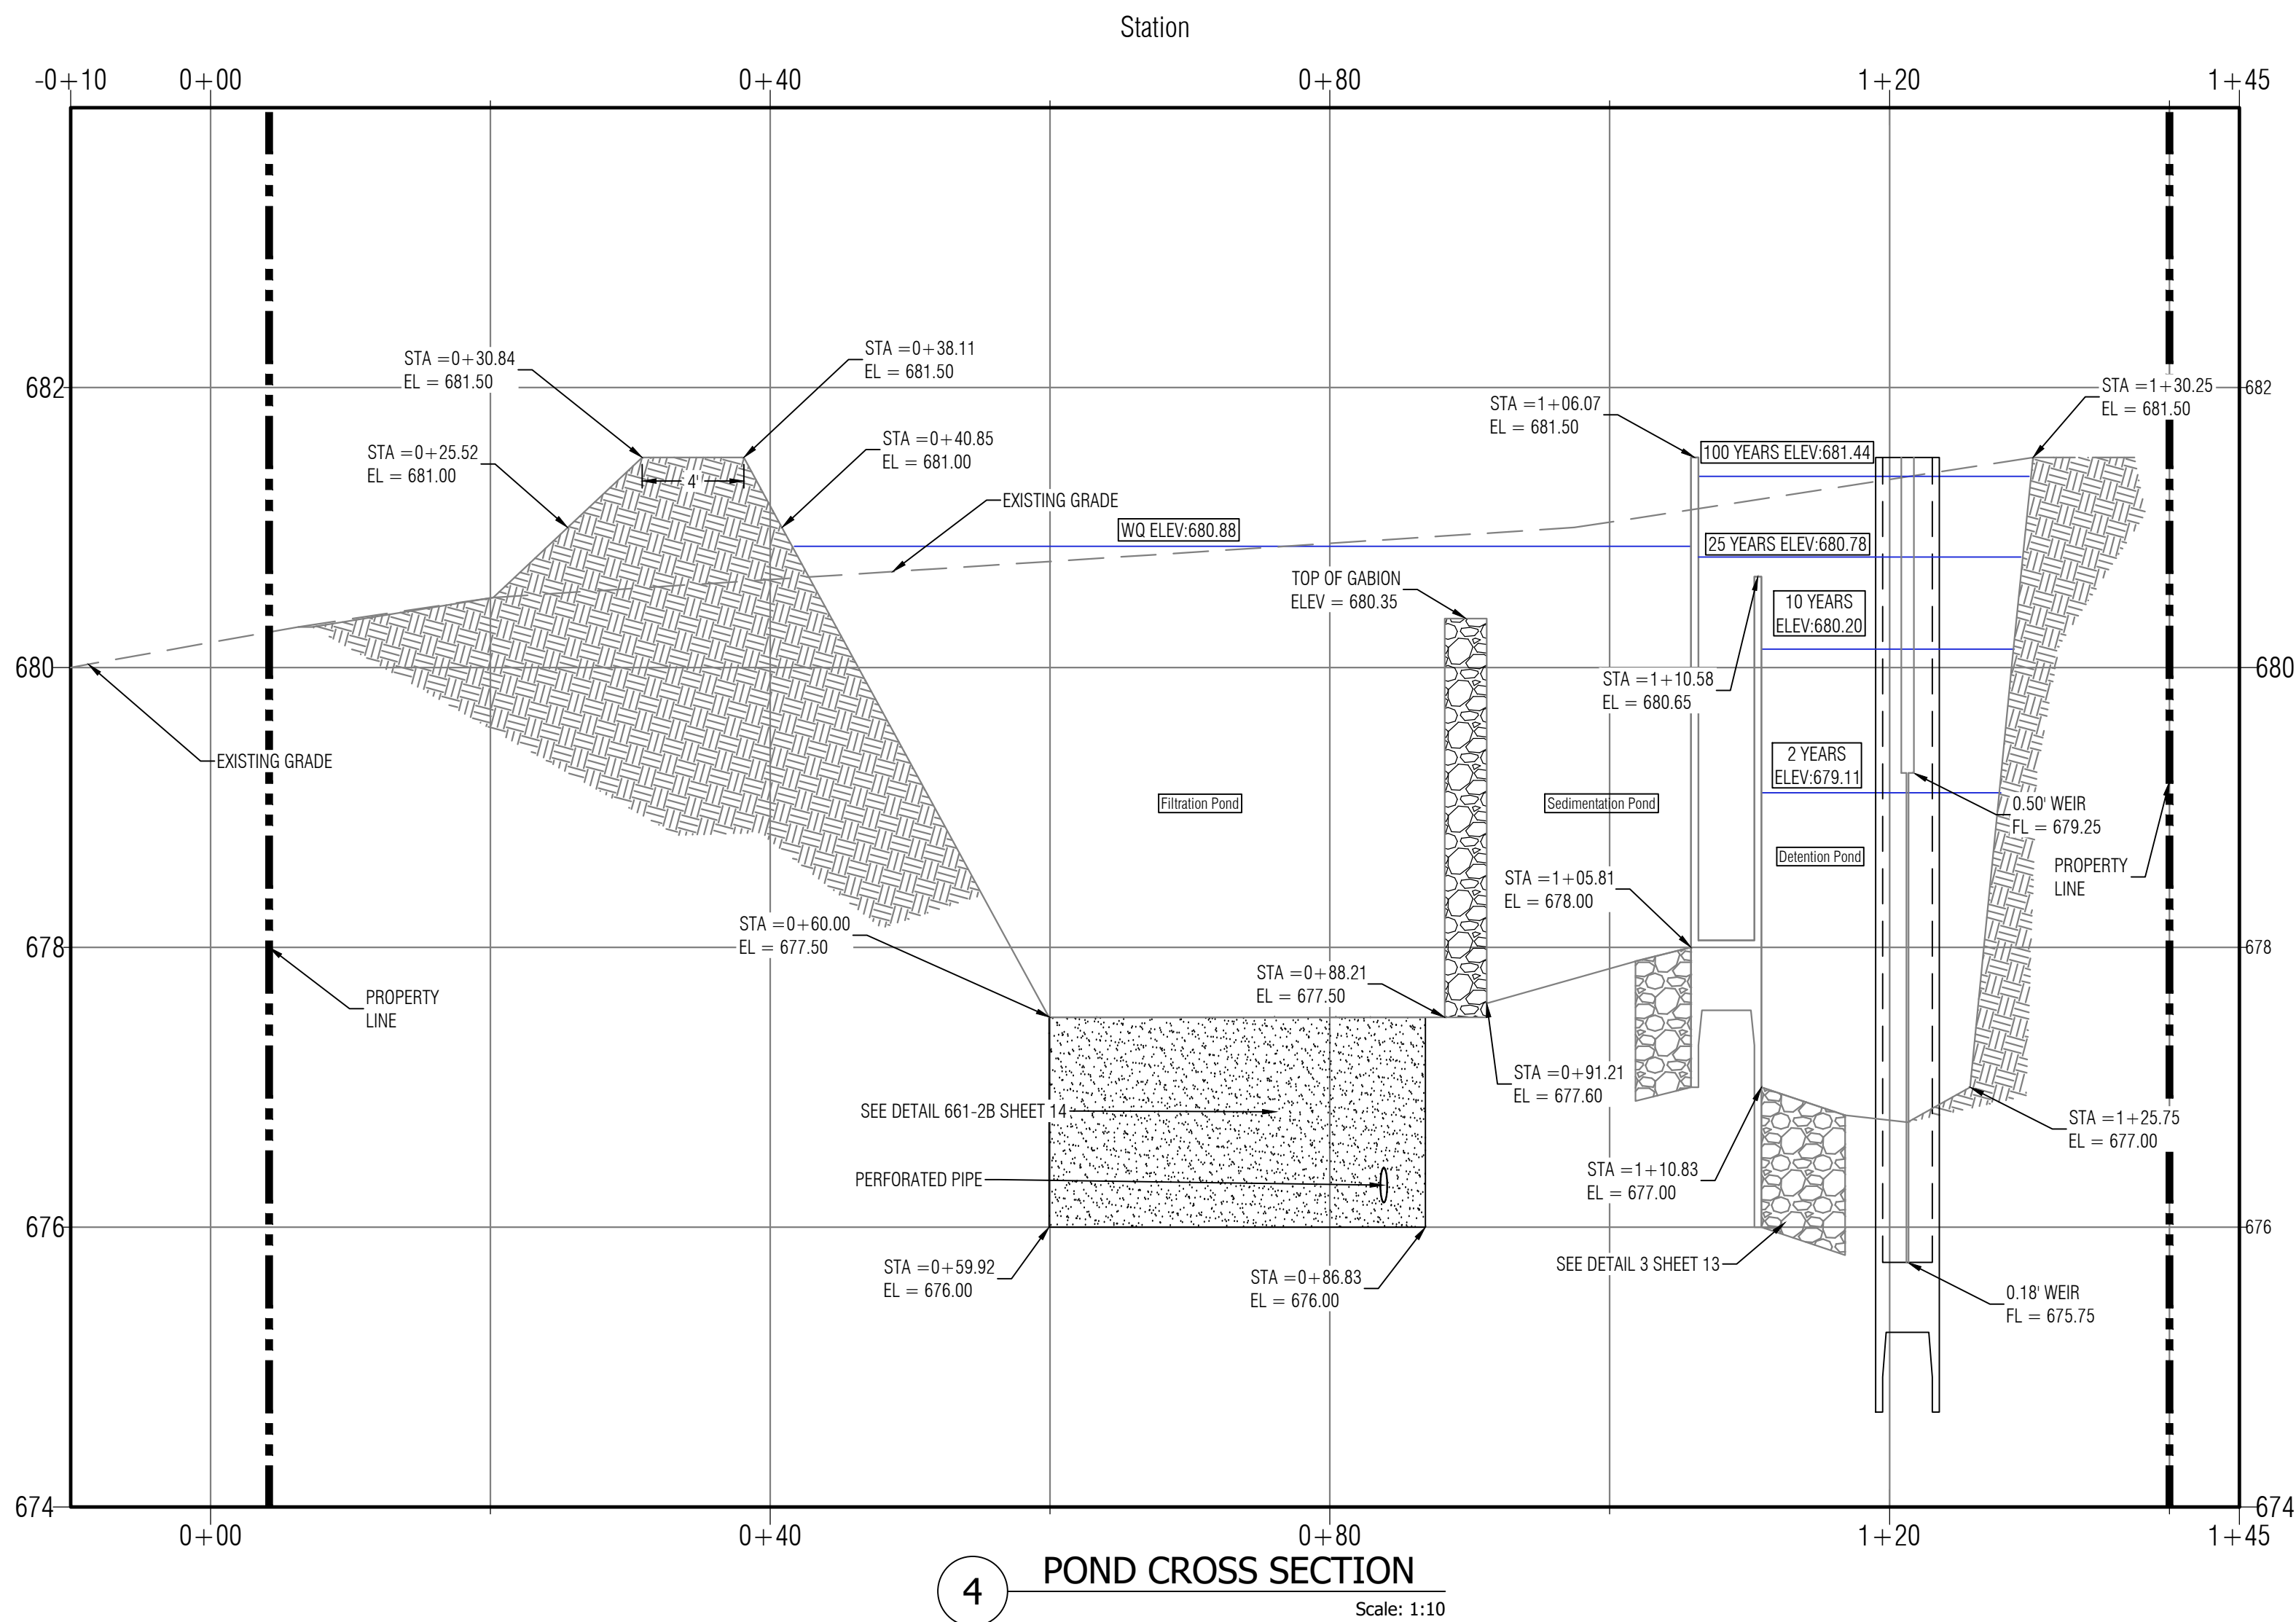 Station
-0+10
0+00
0+40
0+80
1+20
1+45
STA =0+30.84
EL = 681.50
STA =0+38.11
EL = 681.50
682
682
STA =1+30.25
EL = 681.50
STA =1+06.07
EL = 681.50
STA =0+25.52
EL = 681.00
STA =0+40.85
EL = 681.00
100 YEARS ELEV:681.44
4'
EXISTING GRADE
WQ ELEV:680.88
25 YEARS ELEV:680.78
TOP OF GABION
ELEV = 680.35
10 YEARS
ELEV:680.20
680
680
STA =1+10.58
EL = 680.65
EXISTING GRADE
2 YEARS
ELEV:679.11
Filtration Pond
Sedimentation Pond
0.50' WEIR
FL = 679.25
Detention Pond
PROPERTY
LINE
STA =1+05.81
EL = 678.00
STA =0+60.00
EL = 677.50
678
678
STA =0+88.21
EL = 677.50
PROPERTY
LINE
STA =0+91.21
EL = 677.60
SEE DETAIL 661-2B SHEET 14
STA =1+25.75
EL = 677.00
PERFORATED PIPE
STA =1+10.83
EL = 677.00
676
676
STA =0+59.92
EL = 676.00
STA =0+86.83
EL = 676.00
SEE DETAIL 3 SHEET 13
0.18' WEIR
FL = 675.75
674
674
0+00
0+40
0+80
1+20
1+45
4
POND CROSS SECTION
Scale: 1:10